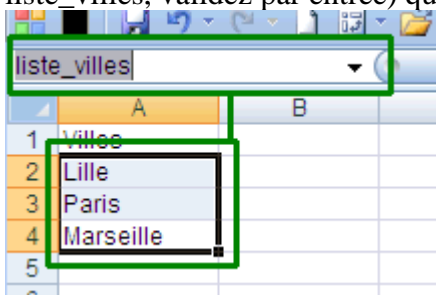 liste_villes, validez par entrée) qu
liste_villes
A B
1 Villes
2 Lille
3 Paris
4 Marseille
5